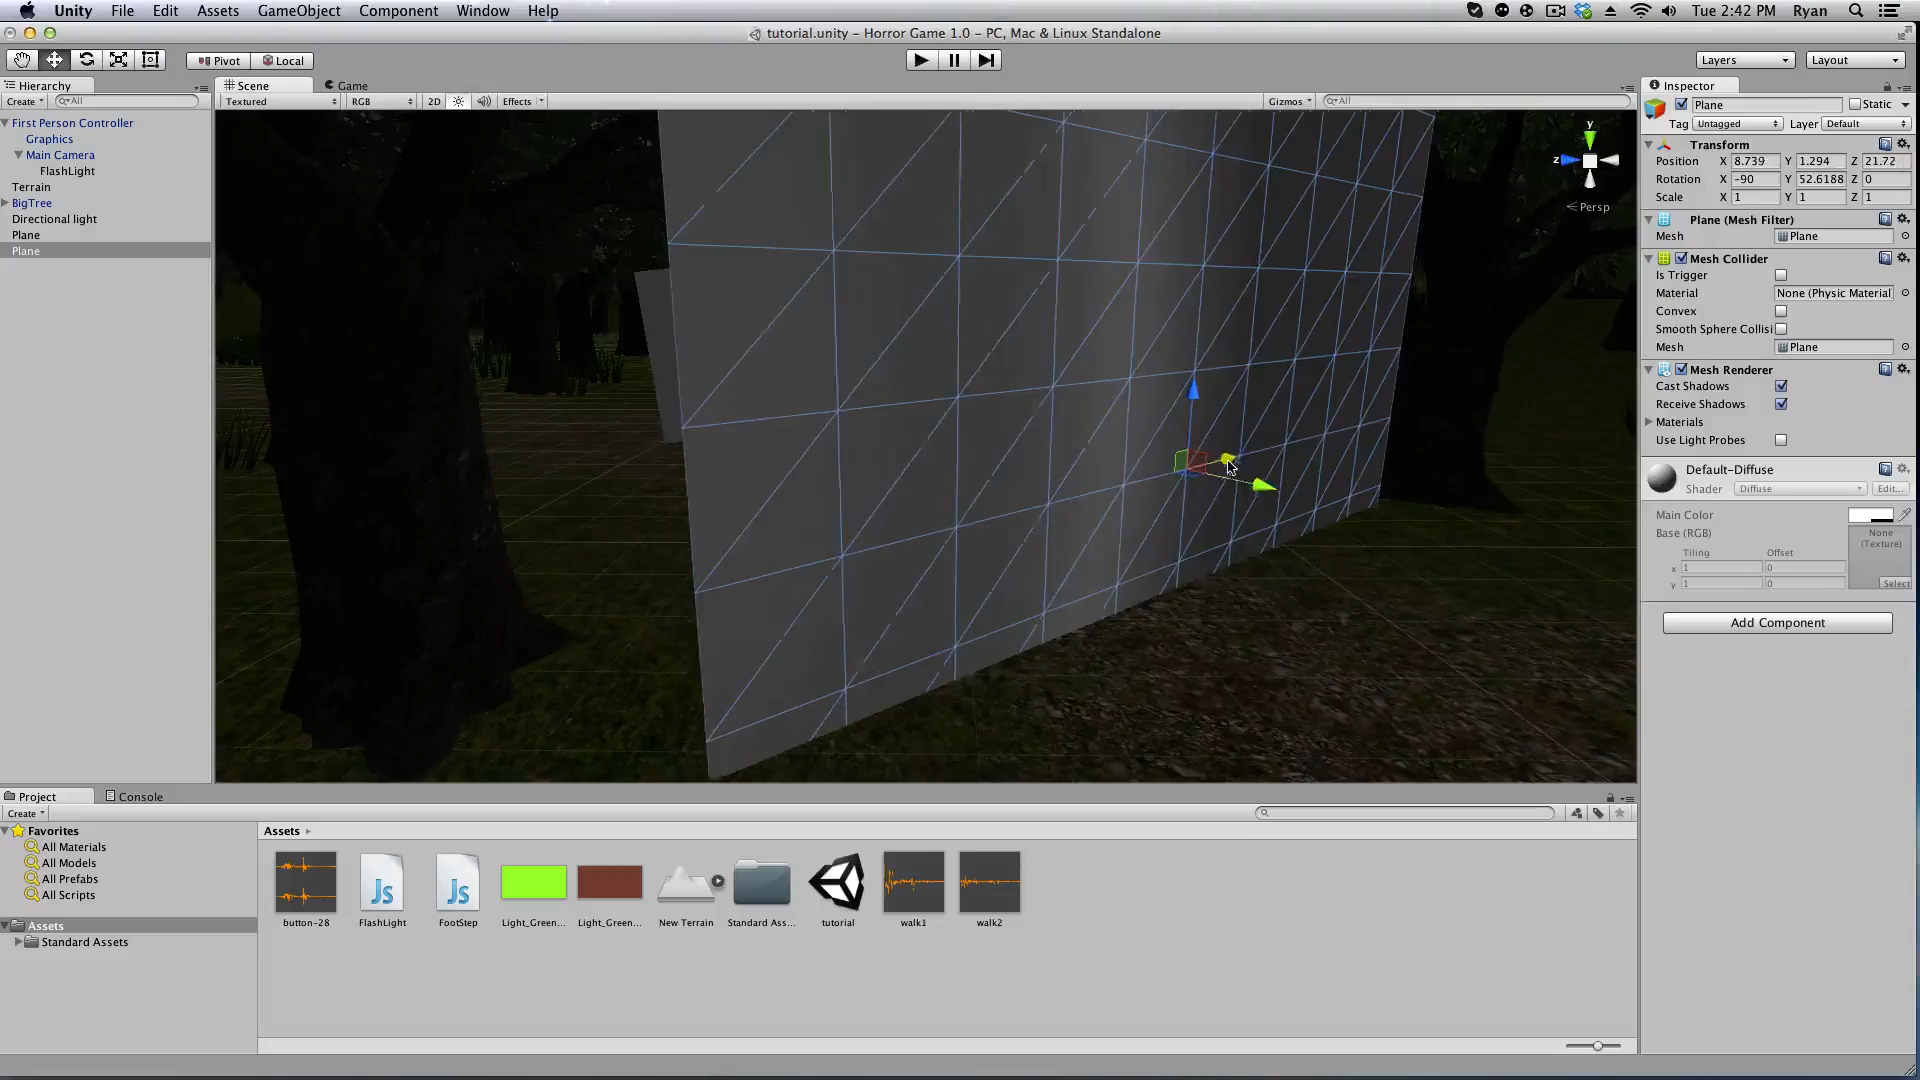 Unity File Edit Assets GameObject Component Window Help Tue 2:42 PM Ryan
tutorial.unity – Horror Game 1.0 – PC, Mac & Linux Standalone
Pivot Local Layers Layout
Hierarchy
Create All
First Person Controller
Graphics
Main Camera
FlashLight
Terrain
BigTree
Directional light
Plane
Plane
Scene Game
Textured RGB 2D Effects Gizmos All
y
z
Persp
Inspector
Plane Static
Tag Untagged Layer Default
Transform
Position X 8.739 Y 1.294 Z 21.72
Rotation X -90 Y 52.6188 Z 0
Scale X 1 Y 1 Z 1
Plane (Mesh Filter)
Mesh Plane
Mesh Collider
Is Trigger
Material None (Physic Material
Convex
Smooth Sphere Collisi
Mesh Plane
Mesh Renderer
Cast Shadows
Receive Shadows
Materials
Use Light Probes
Default-Diffuse
Shader Diffuse Edit...
Main Color
Base (RGB) None
(Texture)
Tiling Offset
x 1 0
y 1 0 Select
Add Component
Project Console
Create
Favorites
All Materials
All Models
All Prefabs
All Scripts
Assets
Standard Assets
Assets
JS JS
button-28 FlashLight FootStep Light_Green... Light_Green... New Terrain Standard Ass... tutorial walk1 walk2